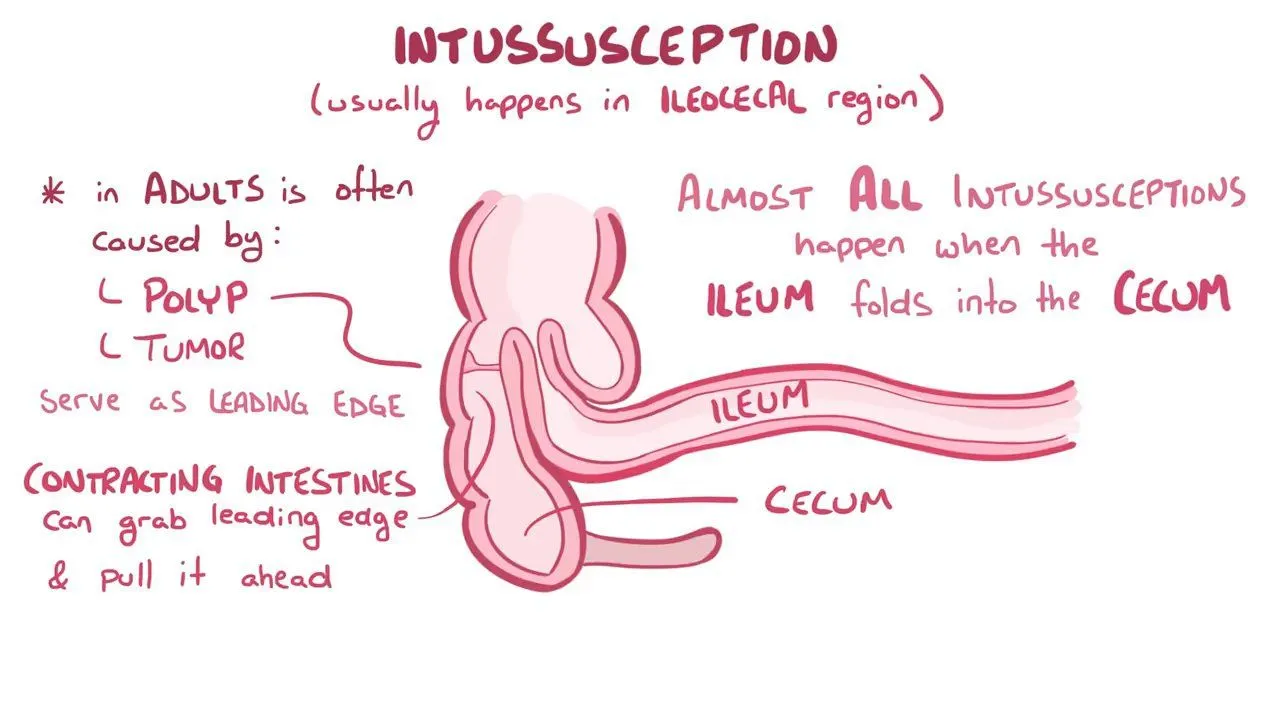 INTUSSUSCEPTION
(usually happens in ILEOCECAL region)
* in ADULTS is often
caused by:
└ POLYP
└ TUMOR
serve as LEADING EDGE
CONTRACTING INTESTINES
can grab leading edge
& pull it ahead
ALMOST ALL INTUSSUSCEPTIONS
happen when the
ILEUM folds into the CECUM
ILEUM
CECUM